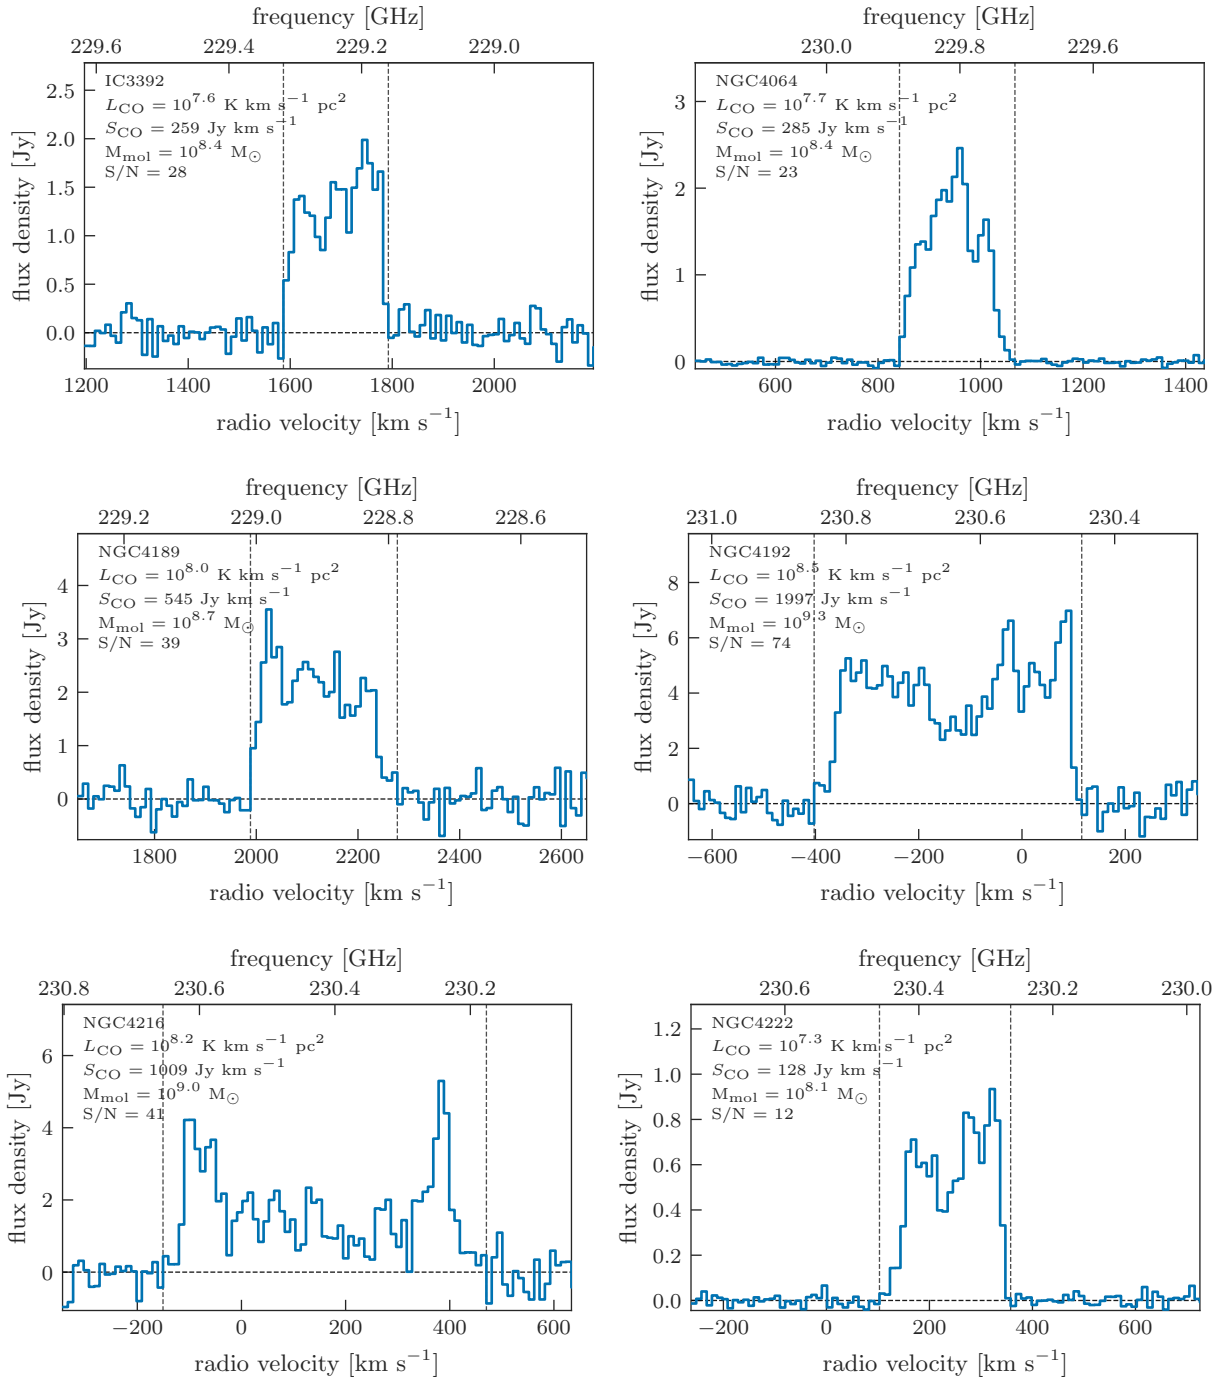 frequency [GHz]
229.6 229.4 229.2 229.0
IC3392
L_CO = 10^7.6 K km s^−1 pc^2
S_CO = 259 Jy km s^−1
M_mol = 10^8.4 M_⊙
S/N = 28
flux density [Jy]
2.5
2.0
1.5
1.0
0.5
0.0
1200 1400 1600 1800 2000
radio velocity [km s^−1]
frequency [GHz]
230.0 229.8 229.6
NGC4064
L_CO = 10^7.7 K km s^−1 pc^2
S_CO = 285 Jy km s^−1
M_mol = 10^8.4 M_⊙
S/N = 23
flux density [Jy]
3
2
1
0
600 800 1000 1200 1400
radio velocity [km s^−1]
frequency [GHz]
229.2 229.0 228.8 228.6
NGC4189
L_CO = 10^8.0 K km s^−1 pc^2
S_CO = 545 Jy km s^−1
M_mol = 10^8.7 M_⊙
S/N = 39
flux density [Jy]
4
3
2
1
0
1800 2000 2200 2400 2600
radio velocity [km s^−1]
frequency [GHz]
231.0 230.8 230.6 230.4
NGC4192
L_CO = 10^8.5 K km s^−1 pc^2
S_CO = 1997 Jy km s^−1
M_mol = 10^9.3 M_⊙
S/N = 74
flux density [Jy]
8
6
4
2
0
−600 −400 −200 0 200
radio velocity [km s^−1]
frequency [GHz]
230.8 230.6 230.4 230.2
NGC4216
L_CO = 10^8.2 K km s^−1 pc^2
S_CO = 1009 Jy km s^−1
M_mol = 10^9.0 M_⊙
S/N = 41
flux density [Jy]
6
4
2
0
−200 0 200 400 600
radio velocity [km s^−1]
frequency [GHz]
230.6 230.4 230.2 230.0
NGC4222
L_CO = 10^7.3 K km s^−1 pc^2
S_CO = 128 Jy km s^−1
M_mol = 10^8.1 M_⊙
S/N = 12
flux density [Jy]
1.2
1.0
0.8
0.6
0.4
0.2
0.0
−200 0 200 400 600
radio velocity [km s^−1]